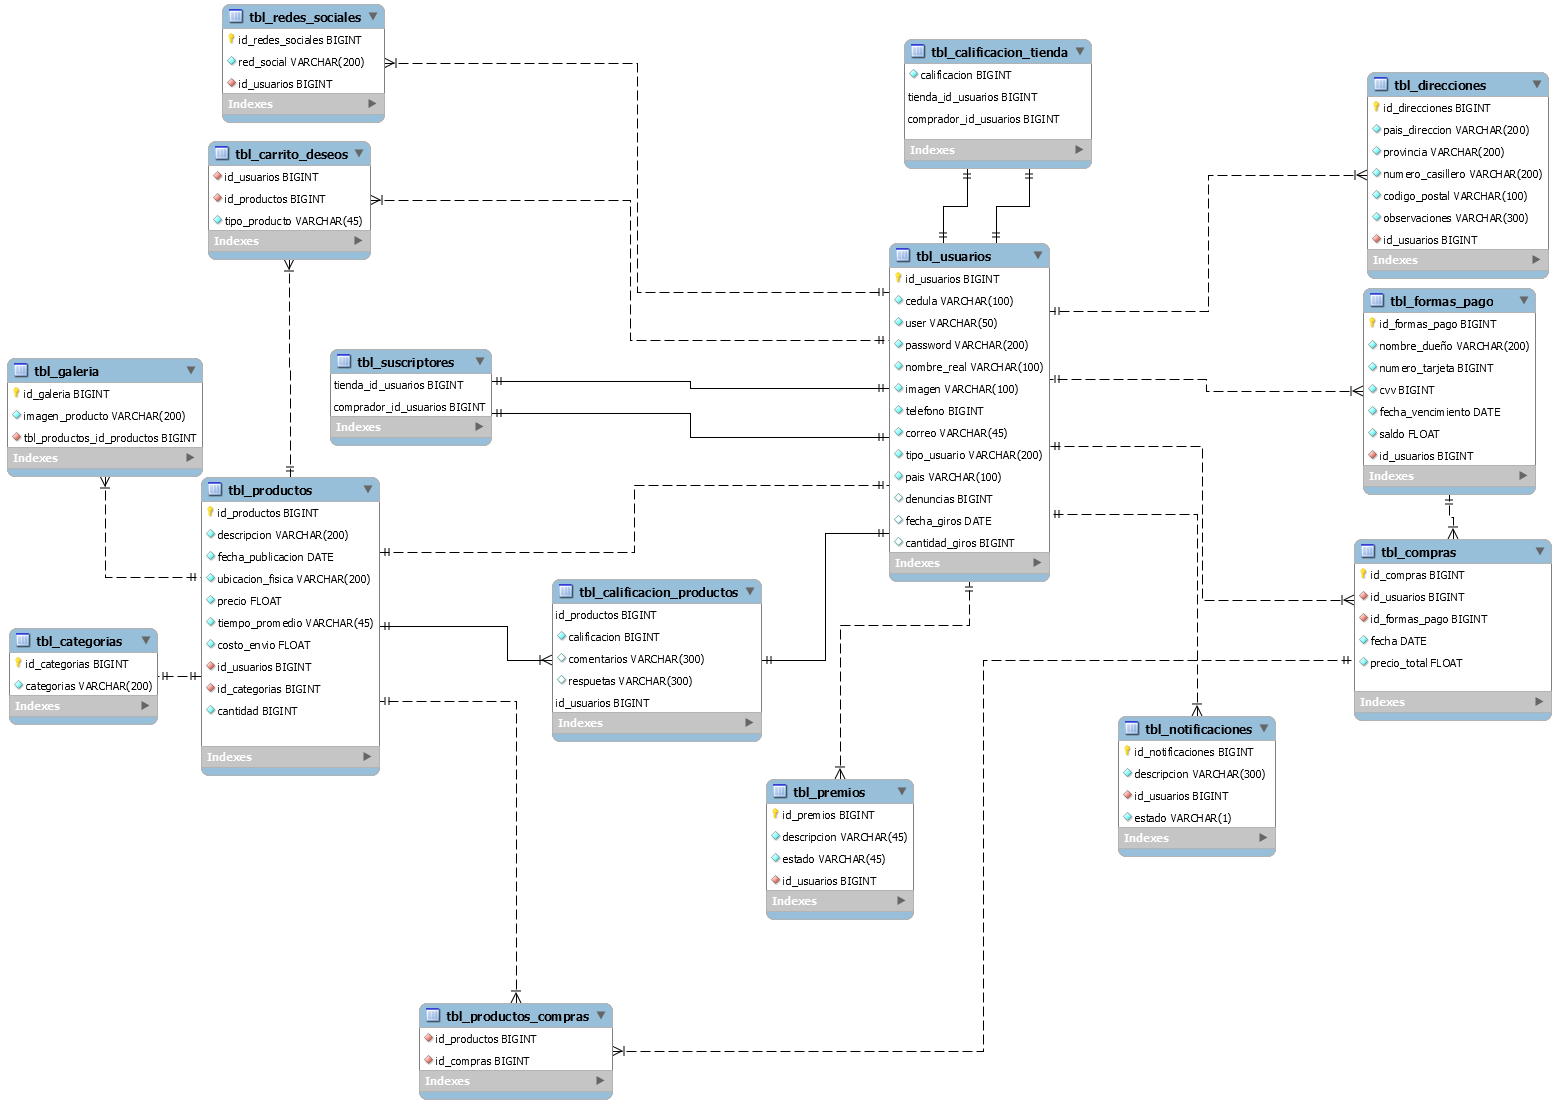 tbl_redes_sociales
id_redes_sociales BIGINT
red_social VARCHAR(200)
id_usuarios BIGINT
Indexes
tbl_carrito_deseos
id_usuarios BIGINT
id_productos BIGINT
tipo_producto VARCHAR(45)
Indexes
tbl_calificacion_tienda
calificacion BIGINT
tienda_id_usuarios BIGINT
comprador_id_usuarios BIGINT
Indexes
tbl_direcciones
id_direcciones BIGINT
pais_direccion VARCHAR(200)
provincia VARCHAR(200)
numero_casillero VARCHAR(200)
codigo_postal VARCHAR(100)
observaciones VARCHAR(300)
id_usuarios BIGINT
Indexes
tbl_usuarios
id_usuarios BIGINT
cedula VARCHAR(100)
user VARCHAR(50)
password VARCHAR(200)
nombre_real VARCHAR(100)
imagen VARCHAR(100)
telefono BIGINT
correo VARCHAR(45)
tipo_usuario VARCHAR(200)
pais VARCHAR(100)
denuncias BIGINT
fecha_giros DATE
cantidad_giros BIGINT
Indexes
tbl_formas_pago
id_formas_pago BIGINT
nombre_dueño VARCHAR(200)
numero_tarjeta BIGINT
cvv BIGINT
fecha_vencimiento DATE
saldo FLOAT
id_usuarios BIGINT
Indexes
tbl_suscriptores
tienda_id_usuarios BIGINT
comprador_id_usuarios BIGINT
Indexes
tbl_galeria
id_galeria BIGINT
imagen_producto VARCHAR(200)
tbl_productos_id_productos BIGINT
Indexes
tbl_productos
id_productos BIGINT
descripcion VARCHAR(200)
fecha_publicacion DATE
ubicacion_fisica VARCHAR(200)
precio FLOAT
tiempo_promedio VARCHAR(45)
costo_envio FLOAT
id_usuarios BIGINT
id_categorias BIGINT
cantidad BIGINT
Indexes
tbl_categorias
id_categorias BIGINT
categorias VARCHAR(200)
Indexes
tbl_calificacion_productos
id_productos BIGINT
calificacion BIGINT
comentarios VARCHAR(300)
respuetas VARCHAR(300)
id_usuarios BIGINT
Indexes
tbl_compras
id_compras BIGINT
id_usuarios BIGINT
id_formas_pago BIGINT
fecha DATE
precio_total FLOAT
Indexes
tbl_notificaciones
id_notificaciones BIGINT
descripcion VARCHAR(300)
id_usuarios BIGINT
estado VARCHAR(1)
Indexes
tbl_premios
id_premios BIGINT
descripcion VARCHAR(45)
estado VARCHAR(45)
id_usuarios BIGINT
Indexes
tbl_productos_compras
id_productos BIGINT
id_compras BIGINT
Indexes